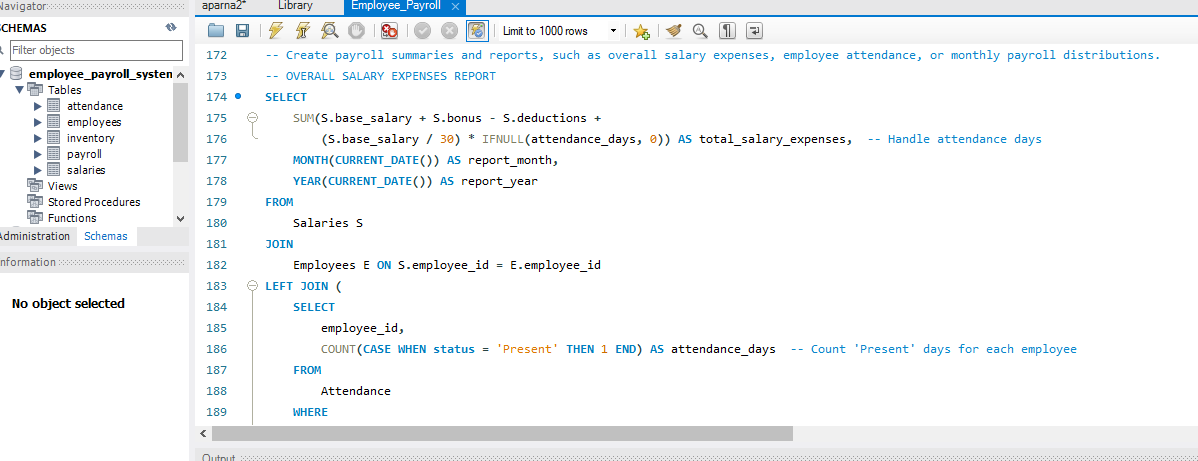 Navigator
aparna2* Library Employee_Payroll ×
SCHEMAS
Filter objects
employee_payroll_system
Tables
attendance
employees
inventory
payroll
salaries
Views
Stored Procedures
Functions
Administration Schemas
Information
No object selected
Limit to 1000 rows
172 -- Create payroll summaries and reports, such as overall salary expenses, employee attendance, or monthly payroll distributions.
173 -- OVERALL SALARY EXPENSES REPORT
174 SELECT
175 SUM(S.base_salary + S.bonus - S.deductions +
176 (S.base_salary / 30) * IFNULL(attendance_days, 0)) AS total_salary_expenses, -- Handle attendance days
177 MONTH(CURRENT_DATE()) AS report_month,
178 YEAR(CURRENT_DATE()) AS report_year
179 FROM
180 Salaries S
181 JOIN
182 Employees E ON S.employee_id = E.employee_id
183 LEFT JOIN (
184 SELECT
185 employee_id,
186 COUNT(CASE WHEN status = 'Present' THEN 1 END) AS attendance_days -- Count 'Present' days for each employee
187 FROM
188 Attendance
189 WHERE
Output